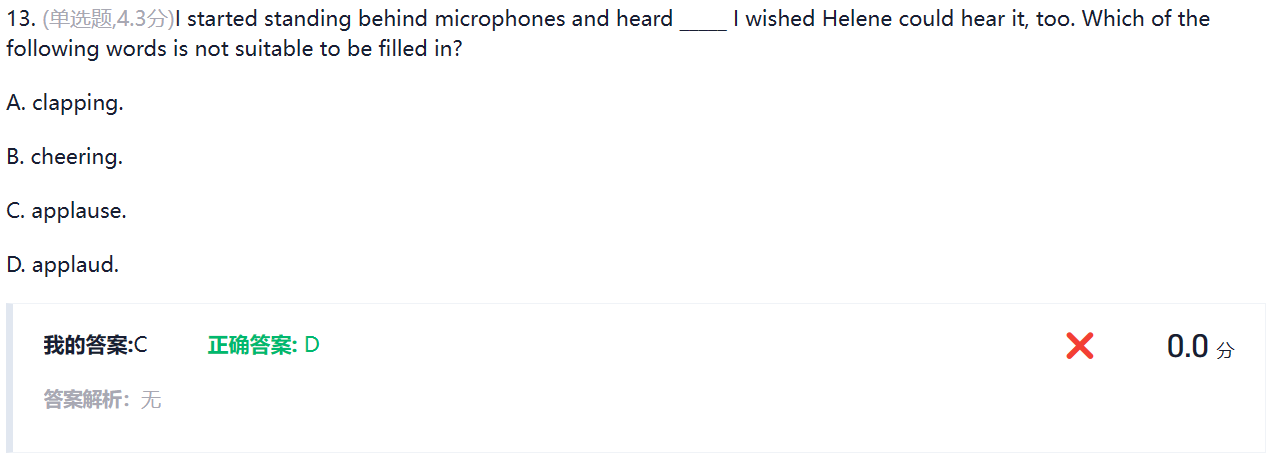 13. (单选题,4.3分)I started standing behind microphones and heard _____ I wished Helene could hear it, too. Which of the
following words is not suitable to be filled in?
A. clapping.
B. cheering.
C. applause.
D. applaud.
我的答案:C 正确答案: D 0.0 分
答案解析：无